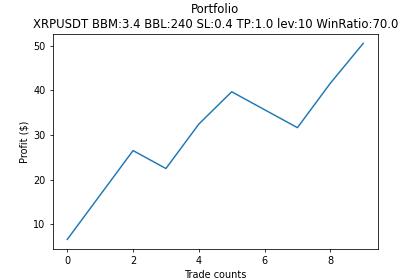 Portfolio
XRPUSDT BBM:3.4 BBL:240 SL:0.4 TP:1.0 lev:10 WinRatio:70.0
50
40
30
20
10
Profit ($)
0 2 4 6 8
Trade counts